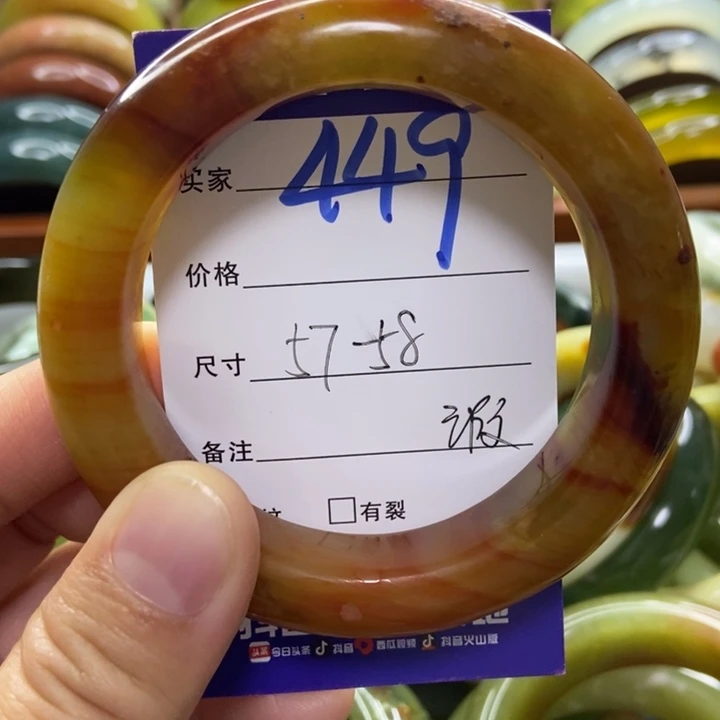 买家 449
价格
尺寸 57-58
备注
□有裂
今日头条 抖音 西瓜视频 抖音火山版